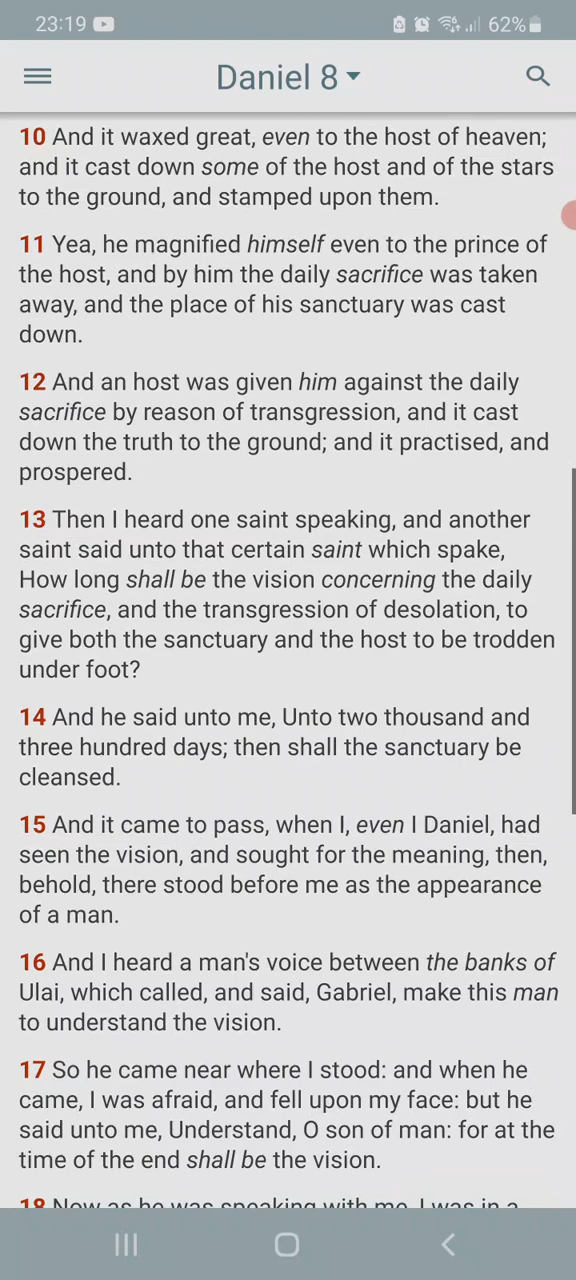 23:19 62%
Daniel 8
10 And it waxed great, even to the host of heaven;
and it cast down some of the host and of the stars
to the ground, and stamped upon them.
11 Yea, he magnified himself even to the prince of
the host, and by him the daily sacrifice was taken
away, and the place of his sanctuary was cast
down.
12 And an host was given him against the daily
sacrifice by reason of transgression, and it cast
down the truth to the ground; and it practised, and
prospered.
13 Then I heard one saint speaking, and another
saint said unto that certain saint which spake,
How long shall be the vision concerning the daily
sacrifice, and the transgression of desolation, to
give both the sanctuary and the host to be trodden
under foot?
14 And he said unto me, Unto two thousand and
three hundred days; then shall the sanctuary be
cleansed.
15 And it came to pass, when I, even I Daniel, had
seen the vision, and sought for the meaning, then,
behold, there stood before me as the appearance
of a man.
16 And I heard a man's voice between the banks of
Ulai, which called, and said, Gabriel, make this man
to understand the vision.
17 So he came near where I stood: and when he
came, I was afraid, and fell upon my face: but he
said unto me, Understand, O son of man: for at the
time of the end shall be the vision.
18 Now as he was speaking with me, I was in a